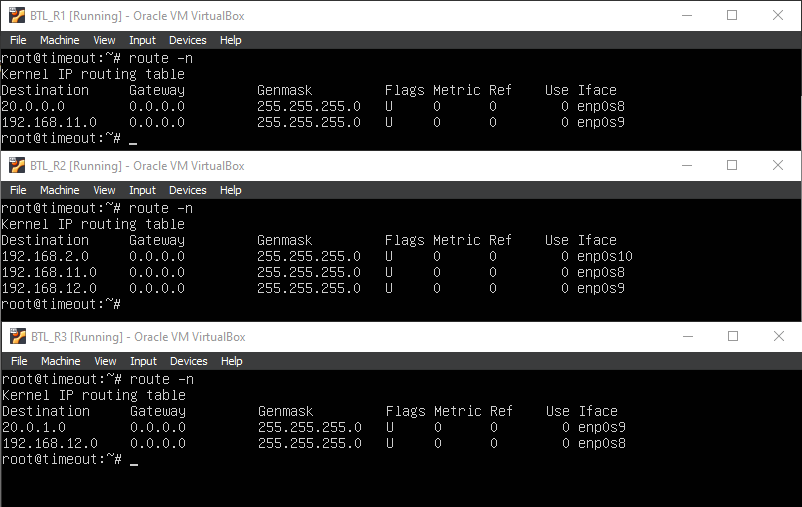 BTL_R1 [Running] - Oracle VM VirtualBox
File Machine View Input Devices Help
root@timeout:~# route -n
Kernel IP routing table
Destination Gateway Genmask Flags Metric Ref Use Iface
20.0.0.0 0.0.0.0 255.255.255.0 U 0 0 0 enp0s8
192.168.11.0 0.0.0.0 255.255.255.0 U 0 0 0 enp0s9
root@timeout:~# _
BTL_R2 [Running] - Oracle VM VirtualBox
File Machine View Input Devices Help
root@timeout:~# route -n
Kernel IP routing table
Destination Gateway Genmask Flags Metric Ref Use Iface
192.168.2.0 0.0.0.0 255.255.255.0 U 0 0 0 enp0s10
192.168.11.0 0.0.0.0 255.255.255.0 U 0 0 0 enp0s8
192.168.12.0 0.0.0.0 255.255.255.0 U 0 0 0 enp0s9
root@timeout:~#
BTL_R3 [Running] - Oracle VM VirtualBox
File Machine View Input Devices Help
root@timeout:~# route -n
Kernel IP routing table
Destination Gateway Genmask Flags Metric Ref Use Iface
20.0.1.0 0.0.0.0 255.255.255.0 U 0 0 0 enp0s9
192.168.12.0 0.0.0.0 255.255.255.0 U 0 0 0 enp0s8
root@timeout:~# _